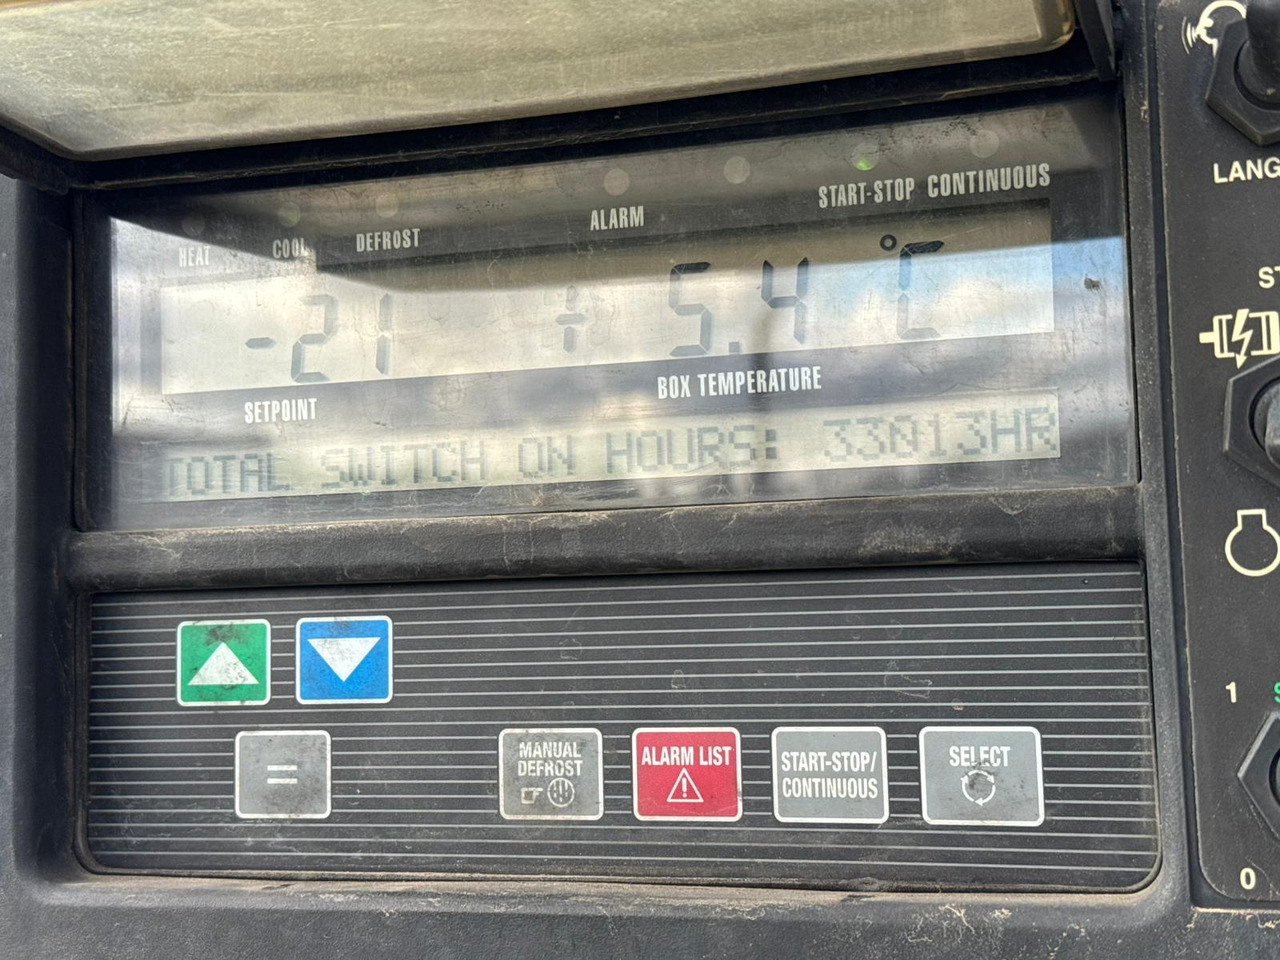 HEAT COOL DEFROST ALARM START-STOP CONTINUOUS
-21 + 5.4 °C
SETPOINT BOX TEMPERATURE
TOTAL SWITCH ON HOURS: 33013HR
MANUAL DEFROST
ALARM LIST
START-STOP/
CONTINUOUS
SELECT
=
LANG
ST
1
0